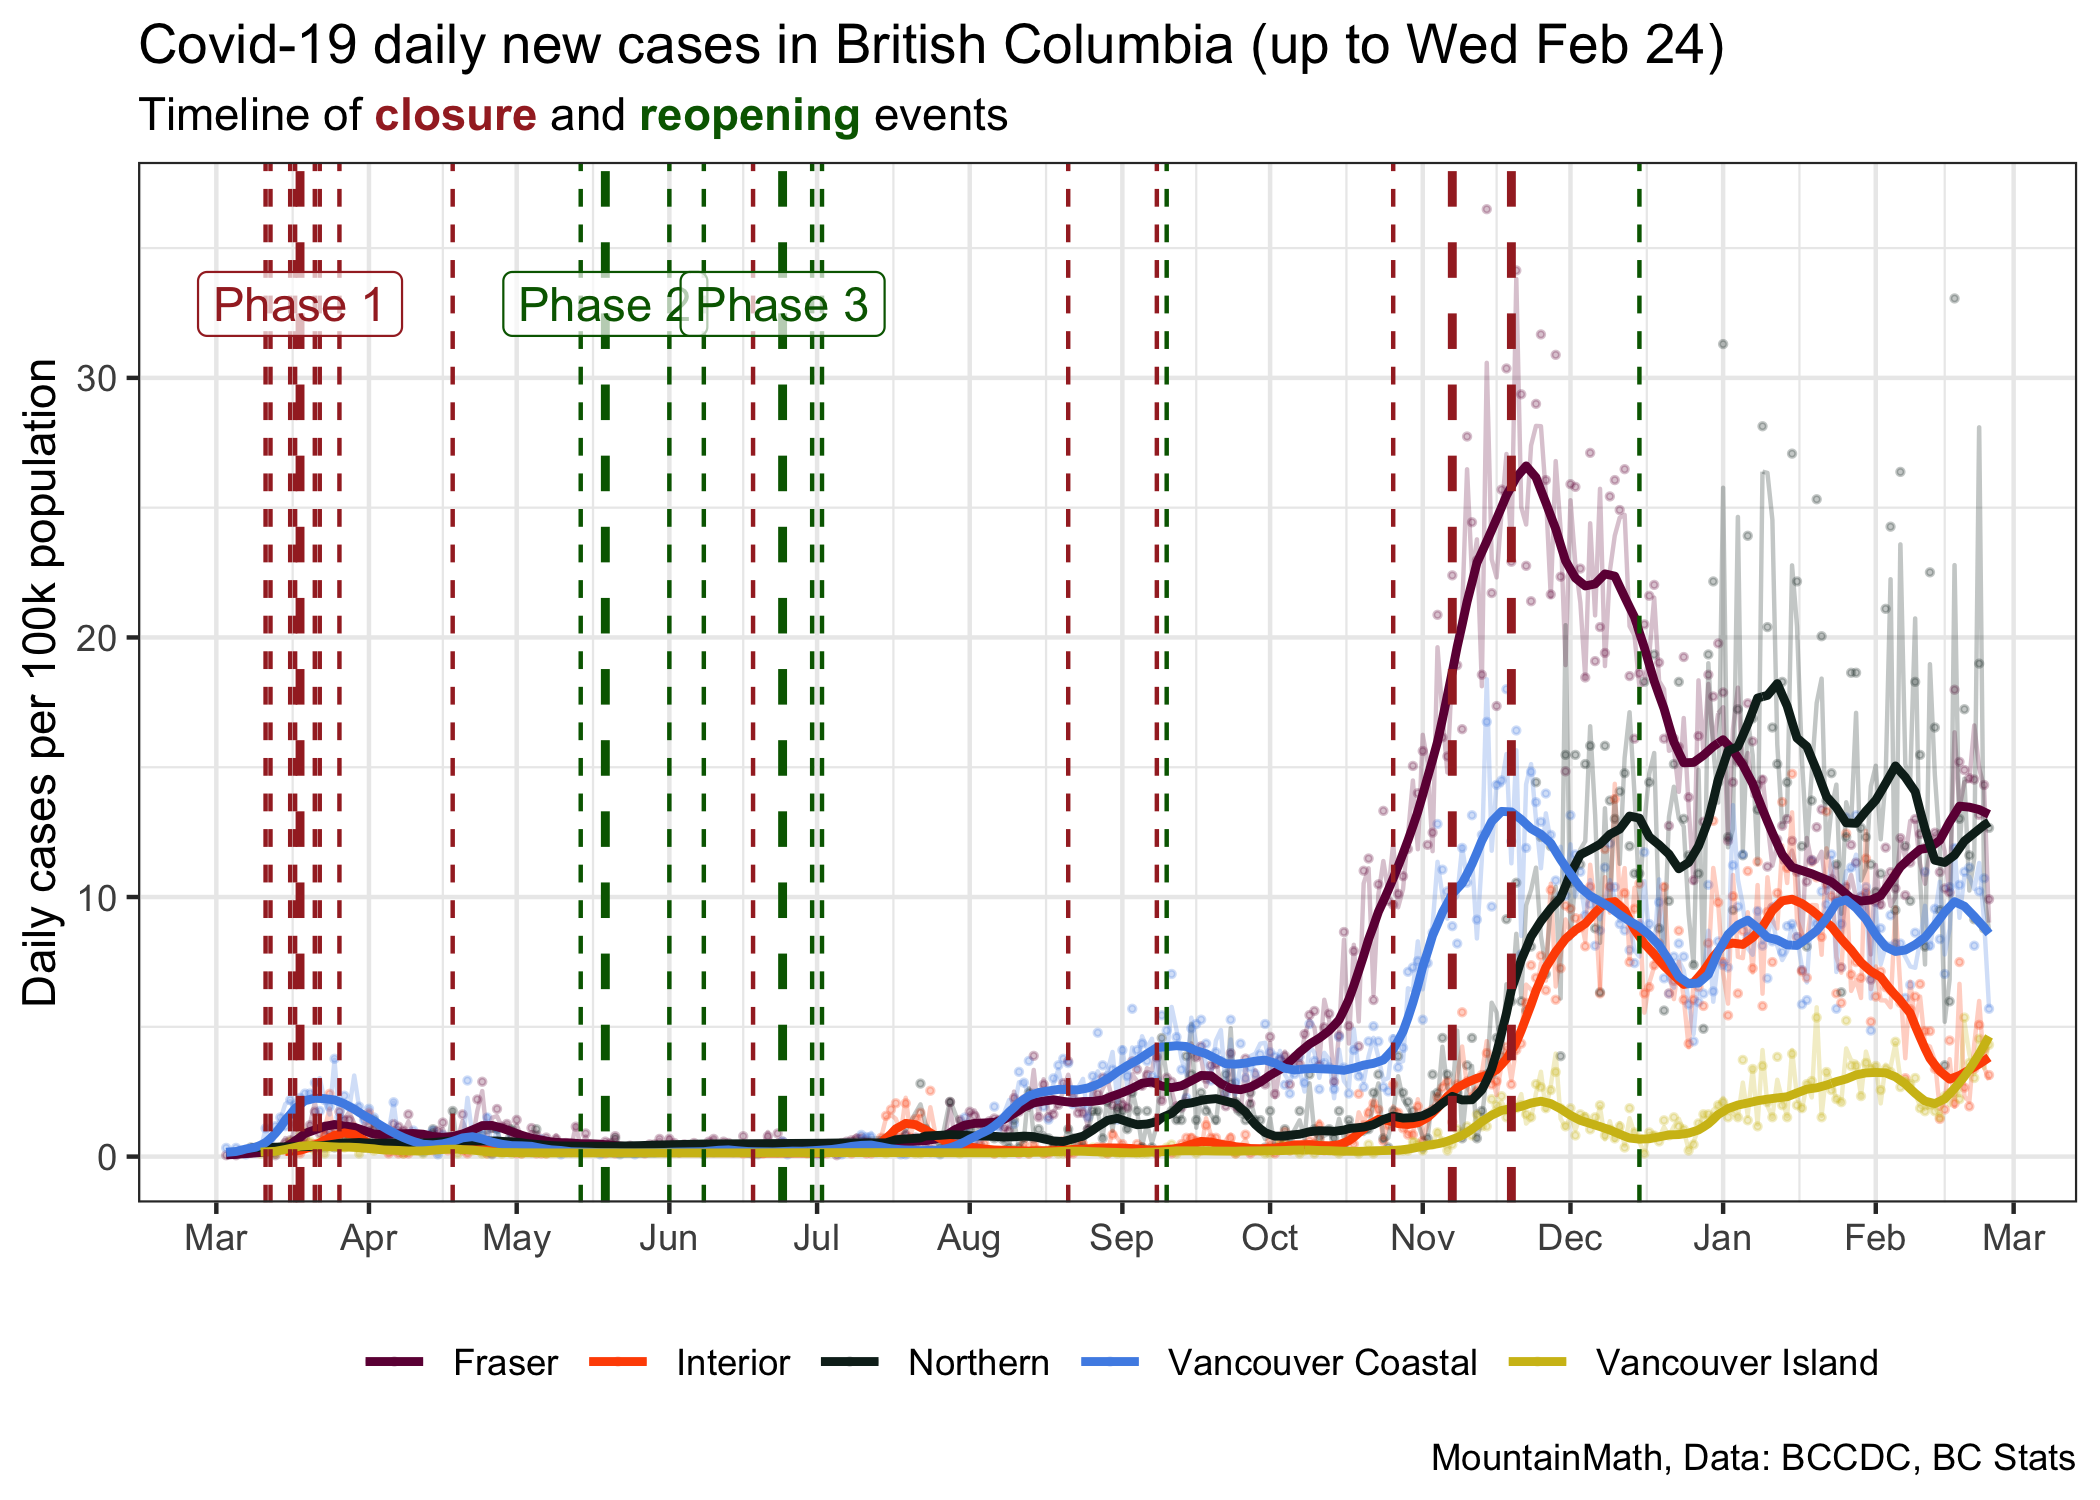 Covid-19 daily new cases in British Columbia (up to Wed Feb 24)
Timeline of closure and reopening events
Phase 1
Phase 2
Phase 3
Daily cases per 100k population
30
20
10
0
Mar Apr May Jun Jul Aug Sep Oct Nov Dec Jan Feb Mar
Fraser Interior Northern Vancouver Coastal Vancouver Island
MountainMath, Data: BCCDC, BC Stats